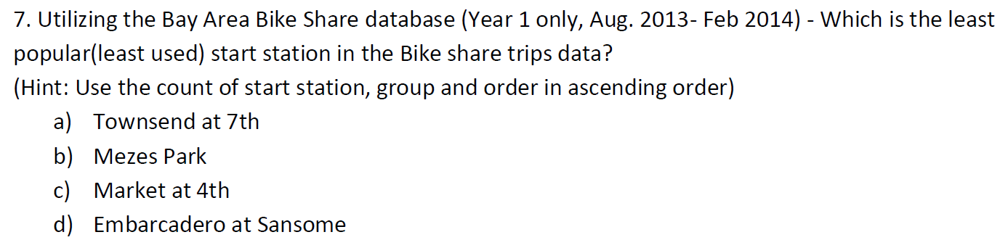 7. Utilizing the Bay Area Bike Share database (Year 1 only, Aug. 2013- Feb 2014) - Which is the least
popular(least used) start station in the Bike share trips data?
(Hint: Use the count of start station, group and order in ascending order)
a) Townsend at 7th
b) Mezes Park
c) Market at 4th
d) Embarcadero at Sansome